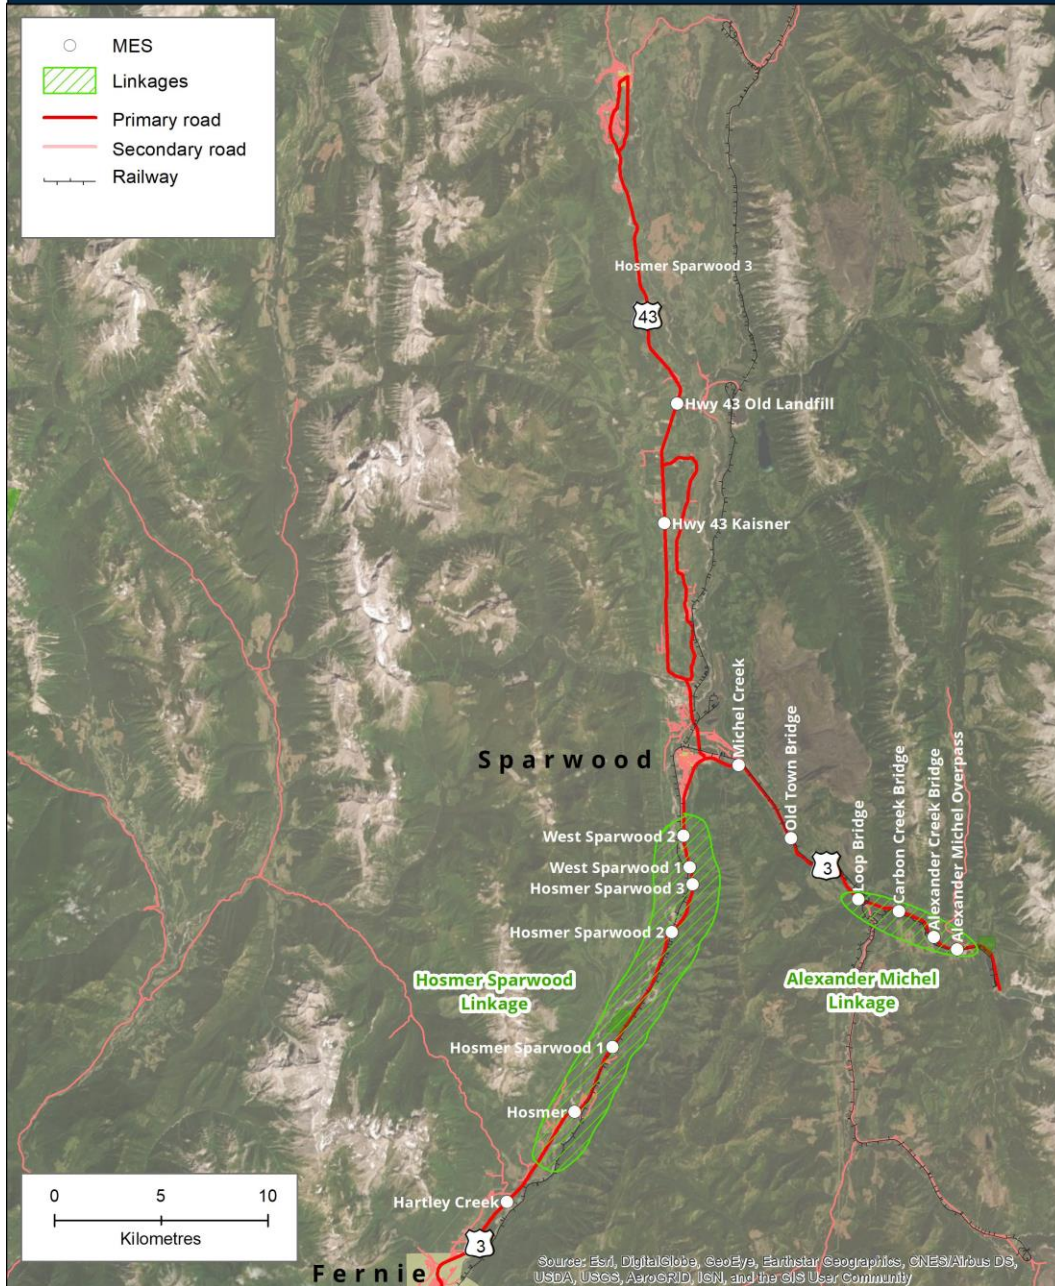 MES
Linkages
Primary road
Secondary road
Railway
Hosmer Sparwood 3
43
Hwy 43 Old Landfill
Hwy 43 Kaisner
Michel Creek
Sparwood
Old Town Bridge
West Sparwood 2
3
Loop Bridge
Carbon Creek Bridge
Alexander Creek Bridge
Alexander Michel Overpass
West Sparwood 1
Hosmer Sparwood 3
Hosmer Sparwood 2
Hosmer Sparwood
Linkage
Alexander Michel
Linkage
Hosmer Sparwood 1
Hosmer
Hartley Creek
3
Fernie
0 5 10
Kilometres
Source: Esri, DigitalGlobe, GeoEye, Earthstar Geographics, CNES/Airbus DS,
USDA, USGS, AeroGRID, IGN, and the GIS User Community